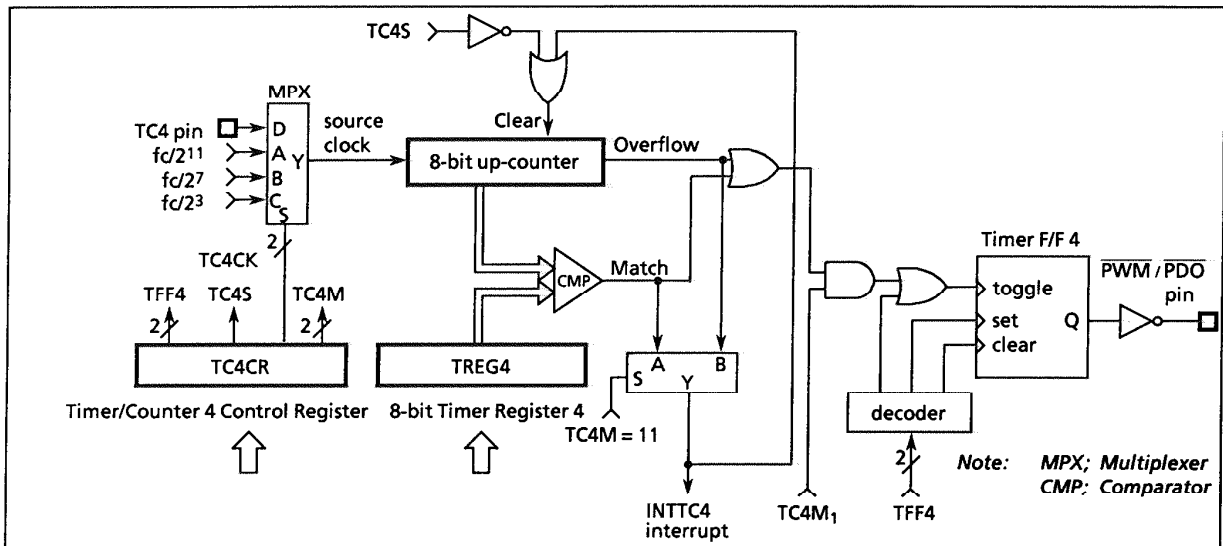 TC4S
MPX
TC4 pin
D
fc/2¹¹
A
fc/2⁷
B
fc/2³
C
Y
S
source
clock
Clear
8-bit up-counter
Overflow
2
TC4CK
TFF4
TC4S
TC4M
2
2
TC4CR
Timer/Counter 4 Control Register
TREG4
8-bit Timer Register 4
CMP
Match
A
B
S
Y
TC4M = 11
INTTC4
interrupt
TC4M₁
Timer F/F 4
toggle
set
clear
Q
P̅W̅M̅ / P̅D̅O̅
pin
decoder
2
TFF4
Note: MPX; Multiplexer
CMP; Comparator